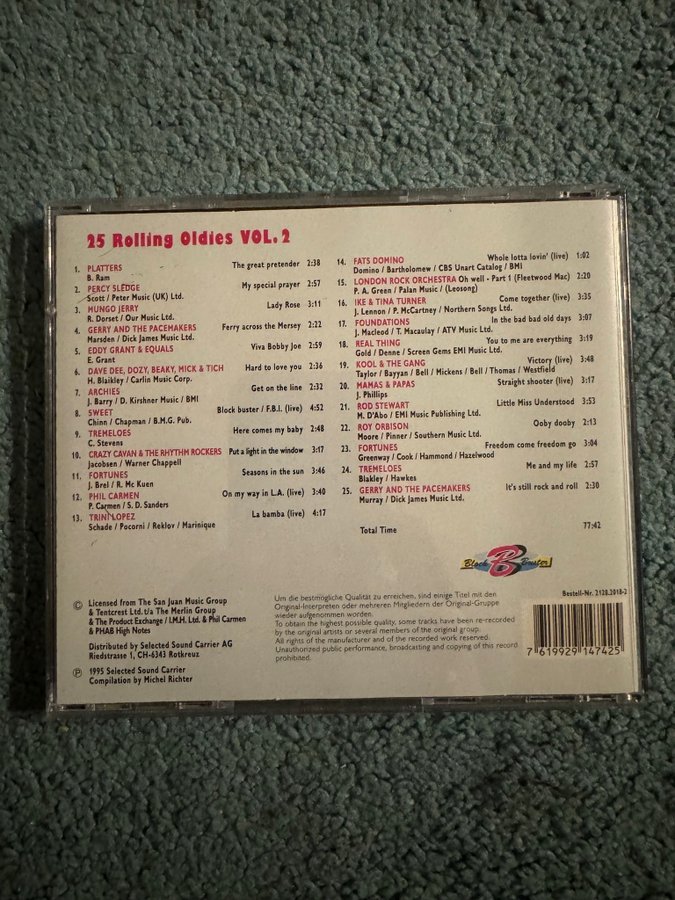 25 Rolling Oldies VOL. 2
1. PLATTERS The great pretender 2:38
B. Ram
2. PERCY SLEDGE My special prayer 2:57
Scott / Peter Music (UK) Ltd.
3. MUNGO JERRY Lady Rose 3:11
R. Dorset / Our Music Ltd.
4. GERRY AND THE PACEMAKERS Ferry across the Mersey 2:22
Marsden / Dick James Music Ltd.
5. EDDY GRANT & EQUALS Viva Bobby Joe 2:59
E. Grant
6. DAVE DEE, DOZY, BEAKY, MICK & TICH Hard to love you 2:36
H. Blaikley / Carlin Music Corp.
7. ARCHIES Get on the line 2:32
J. Barry / D. Kirshner Music / BMI
8. SWEET Block buster / F.B.I. (live) 4:52
Chinn / Chapman / B.M.G. Pub.
9. TREMELOES Here comes my baby 2:48
C. Stevens
10. CRAZY CAVAN & THE RHYTHM ROCKERS Put a light in the window 3:17
Jacobsen / Warner Chappell
11. FORTUNES Seasons in the sun 3:46
J. Brel / R. Mc Kuen
12. PHIL CARMEN On my way in L.A. (live) 3:40
P. Carmen / S. D. Sanders
13. TRINI LOPEZ La bamba (live) 4:17
Schade / Pocorni / Reklov / Marinique
14. FATS DOMINO Whole lotta lovin' (live) 1:02
Domino / Bartholomew / CBS Unart Catalog / BMI
15. LONDON ROCK ORCHESTRA Oh well - Part 1 (Fleetwood Mac) 2:20
P. A. Green / Palan Music / (Leosong)
16. IKE & TINA TURNER Come together (live) 3:35
J. Lennon / P. McCartney / Northern Songs Ltd.
17. FOUNDATIONS In the bad bad old days 3:07
J. Macleod / T. Macaulay / ATV Music Ltd.
18. REAL THING You to me are everything 3:19
Gold / Denne / Screen Gems EMI Music Ltd.
19. KOOL & THE GANG Victory (live) 3:48
Taylor / Bayyan / Bell / Mickens / Bell / Thomas / Westfield
20. MAMAS & PAPAS Straight shooter (live) 3:17
J. Phillips
21. ROD STEWART Little Miss Understood 3:53
M. D'Abo / EMI Music Publishing Ltd.
22. ROY ORBISON Ooby dooby 2:13
Moore / Pinner / Southern Music Ltd.
23. FORTUNES Freedom come freedom go 3:04
Greenway / Cook / Hammond / Hazelwood
24. TREMELOES Me and my life 2:57
Blakley / Hawkes
25. GERRY AND THE PACEMAKERS It's still rock and roll 2:30
Murray / Dick James Music Ltd.
Total Time 77:42
Block B Buster!
Bestell-Nr. 2128.2018-2
© Licensed from The San Juan Music Group
& Tentcrest Ltd. t/a The Merlin Group
& The Product Exchange / I.M.H. Ltd. & Phil Carmen
& PHAB High Notes
Distributed by Selected Sound Carrier AG
Riedstrasse 1, CH-6343 Rotkreuz
℗ 1995 Selected Sound Carrier
Compilation by Michel Richter
Um die bestmögliche Qualität zu erreichen, sind einige Titel mit den
Original-Interpreten oder mehreren Mitgliedern der Original-Gruppe
wieder aufgenommen worden.
To obtain the highest possible quality, some tracks have been re-recorded
by the original artists or several members of the original group.
All rights of the manufacturer and of the recorded work reserved.
Unauthorized public performance, broadcasting and copying of this record
prohibited.
7 619929 147425